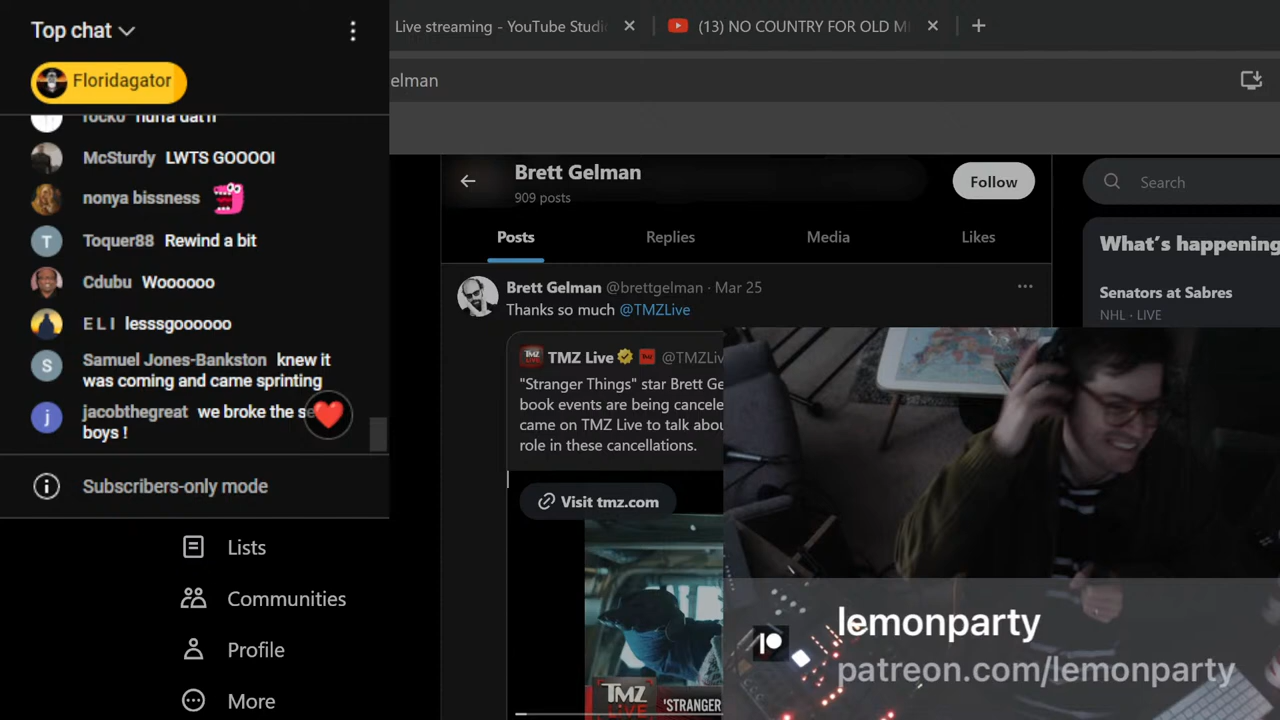 Top chat
Floridagator
McSturdy LWTS GOOOOI
nonya bissness
T Toquer88 Rewind a bit
Cdubu Woooooo
E L I lesssgoooooo
S Samuel Jones-Bankston knew it
was coming and came sprinting
j jacobthegreat we broke the
boys !
Subscribers-only mode
Lists
Communities
Profile
More
Live streaming - YouTube Studi
(13) NO COUNTRY FOR OLD M
elman
Brett Gelman
909 posts
Follow
Posts
Replies
Media
Likes
Brett Gelman @brettgelman · Mar 25
Thanks so much @TMZLive
TMZ Live @TMZLiv
"Stranger Things" star Brett Ge
book events are being cancele
came on TMZ Live to talk abou
role in these cancellations.
Visit tmz.com
TMZ
LIVE
'STRANGER
Search
What's happening
Senators at Sabres
NHL · LIVE
lemonparty
patreon.com/lemonparty